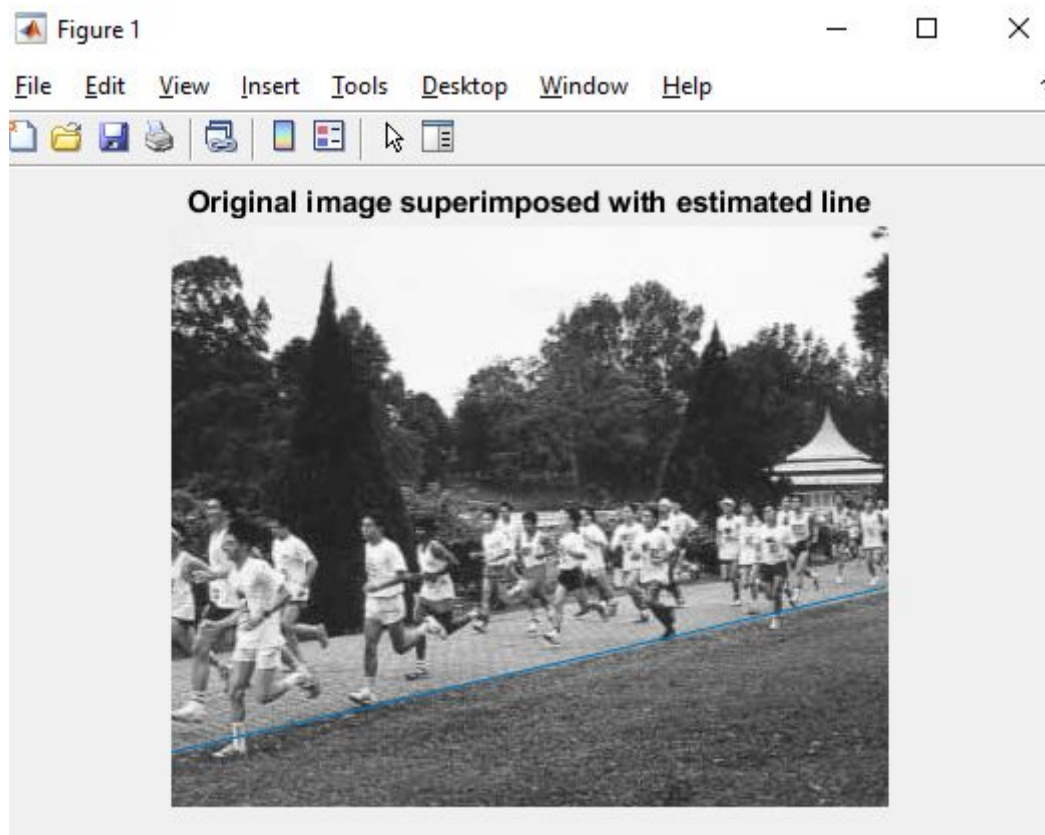 Figure 1
File Edit View Insert Tools Desktop Window Help
Original image superimposed with estimated line